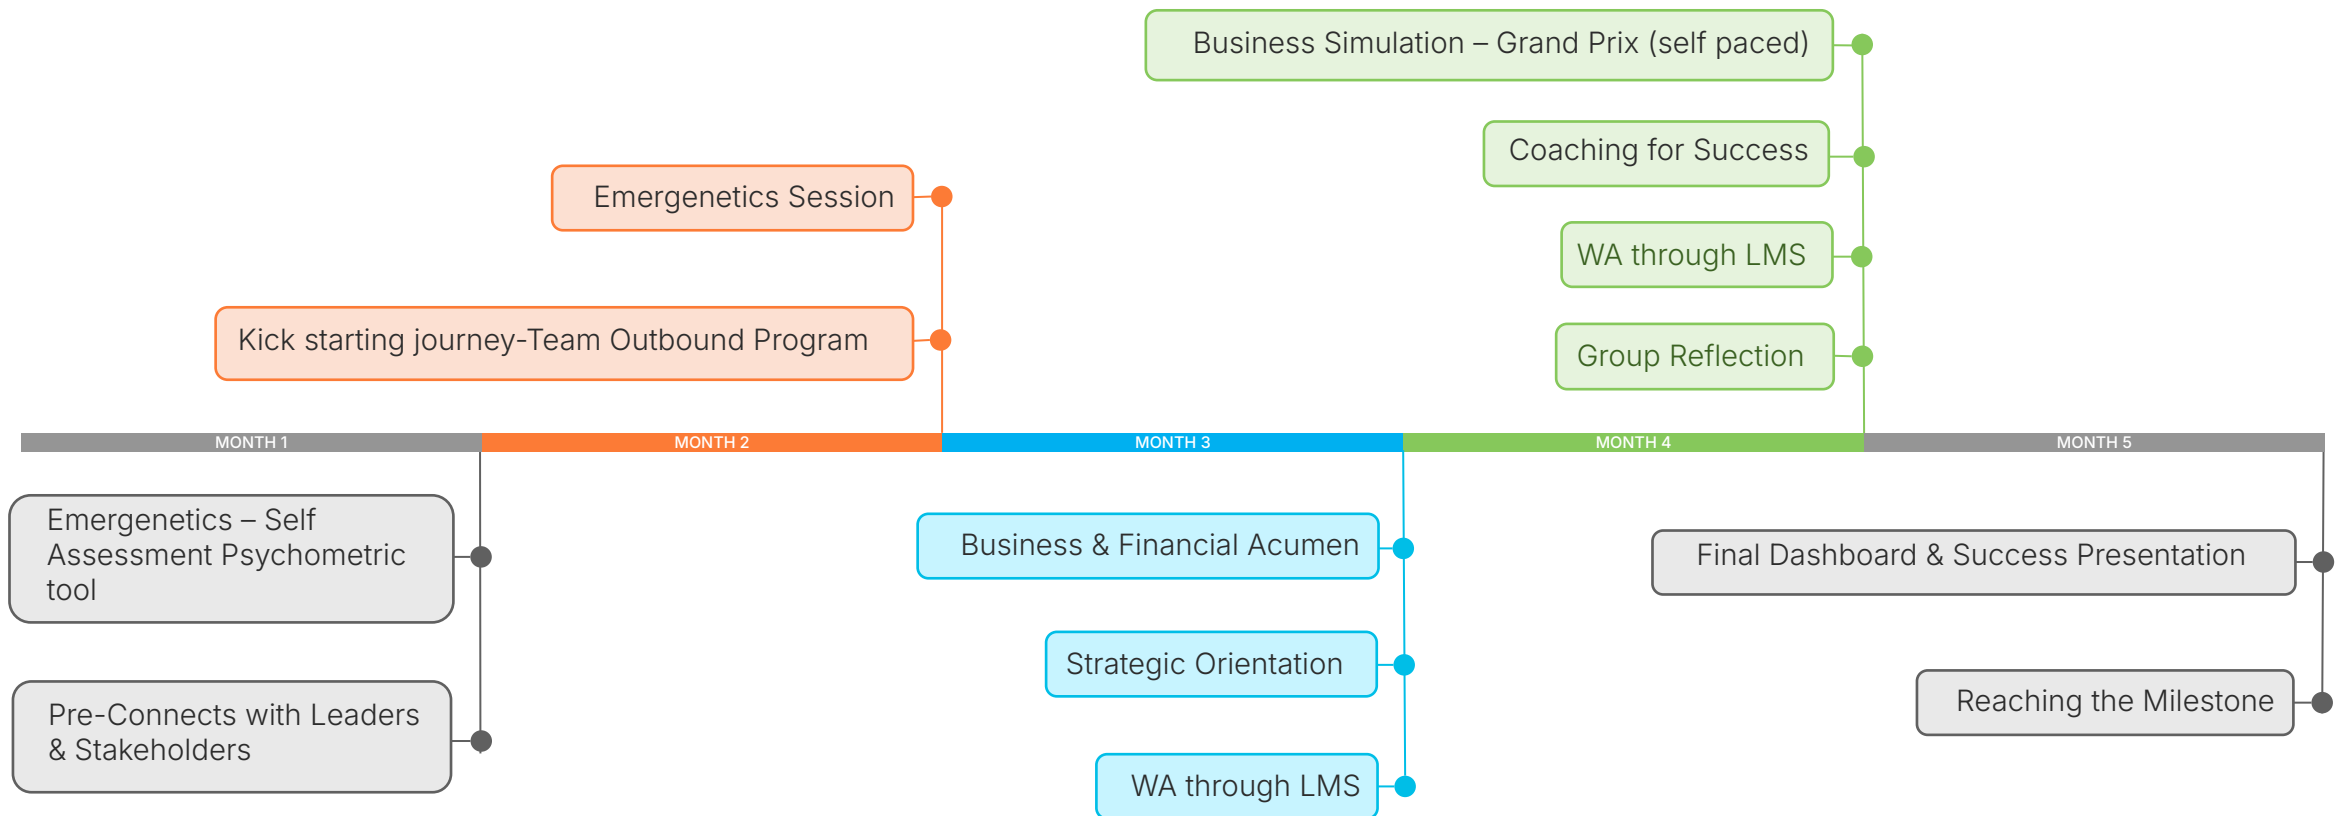 Business Simulation – Grand Prix (self paced)
Coaching for Success
Emergenetics Session
WA through LMS
Kick starting journey-Team Outbound Program
Group Reflection
MONTH 1
MONTH 2
MONTH 3
MONTH 4
MONTH 5
Emergenetics – Self
Assessment Psychometric
tool
Pre-Connects with Leaders
& Stakeholders
Business & Financial Acumen
Strategic Orientation
WA through LMS
Final Dashboard & Success Presentation
Reaching the Milestone